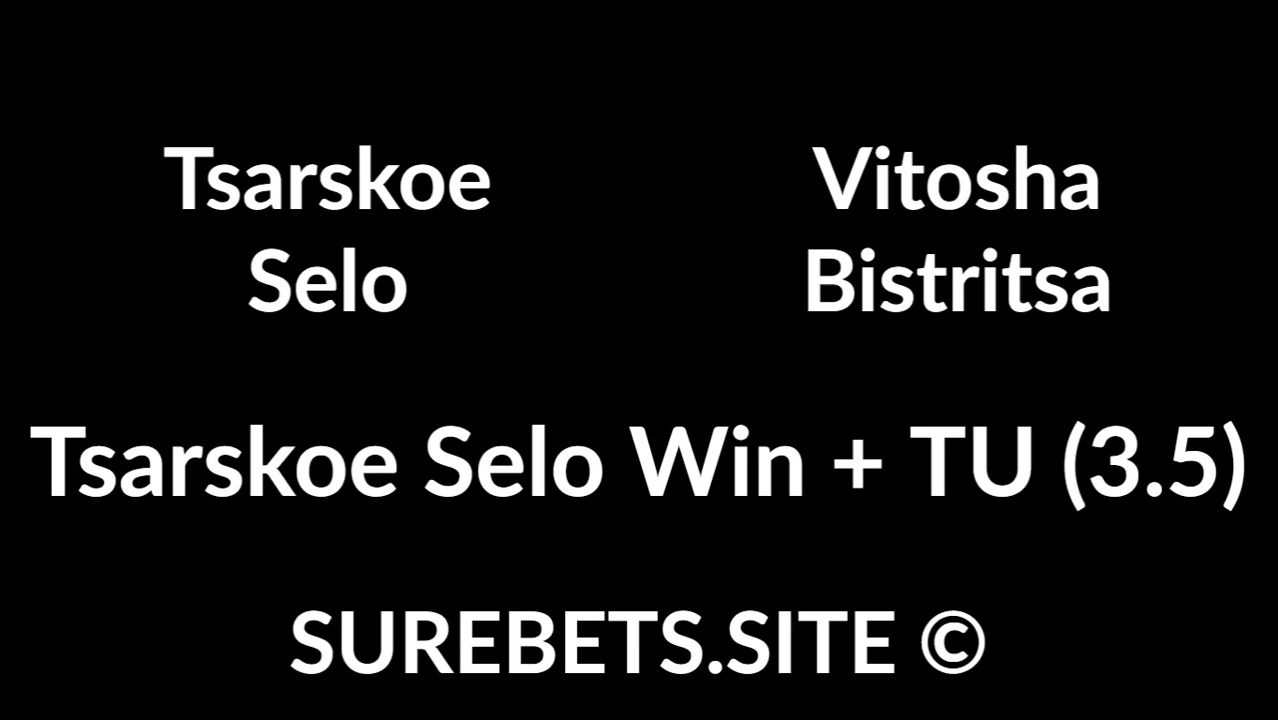 Tsarskoe
Selo
Vitosha
Bistritsa
Tsarskoe Selo Win + TU (3.5)
SUREBETS.SITE ©